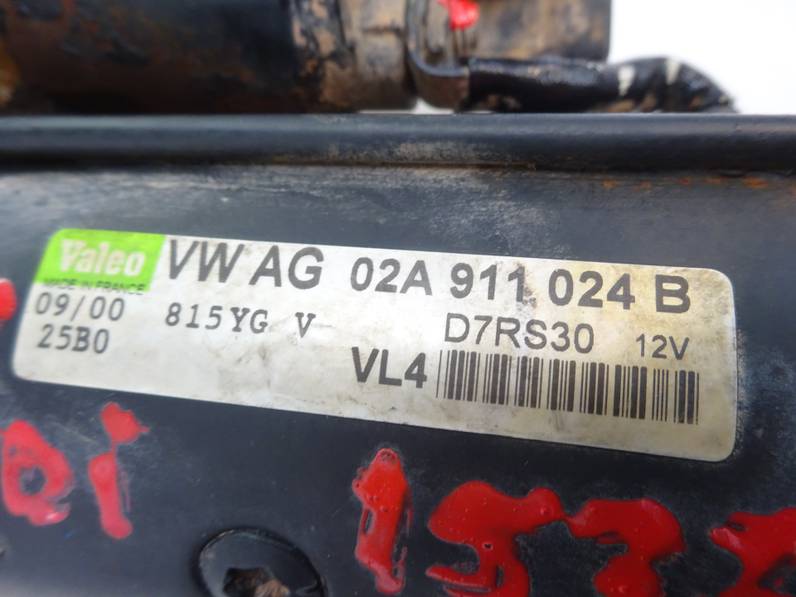 Valeo VW AG 02A 911 024 B
MADE IN FRANCE
09/00 815YG V D7RS30 12V
25B0 VL4